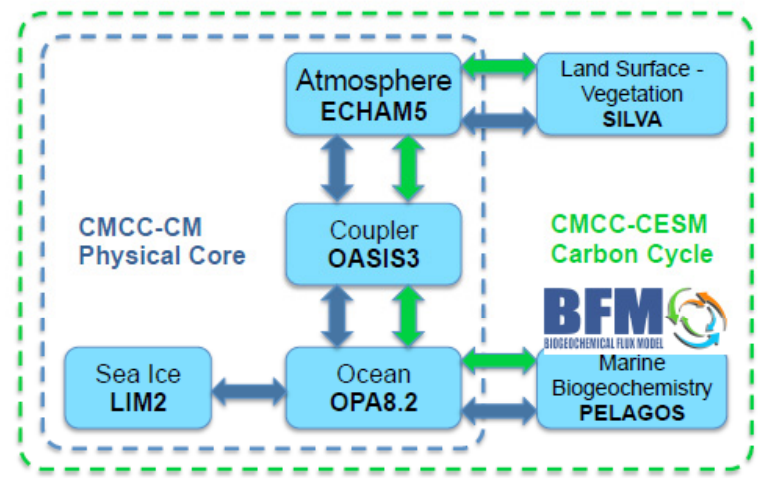 Atmosphere
ECHAM5
Land Surface -
Vegetation
SILVA
CMCC-CM
Physical Core
Coupler
OASIS3
CMCC-CESM
Carbon Cycle
BFM
BIOGEOCHEMICAL FLUX MODEL
Sea Ice
LIM2
Ocean
OPA8.2
Marine
Biogeochemistry
PELAGOS